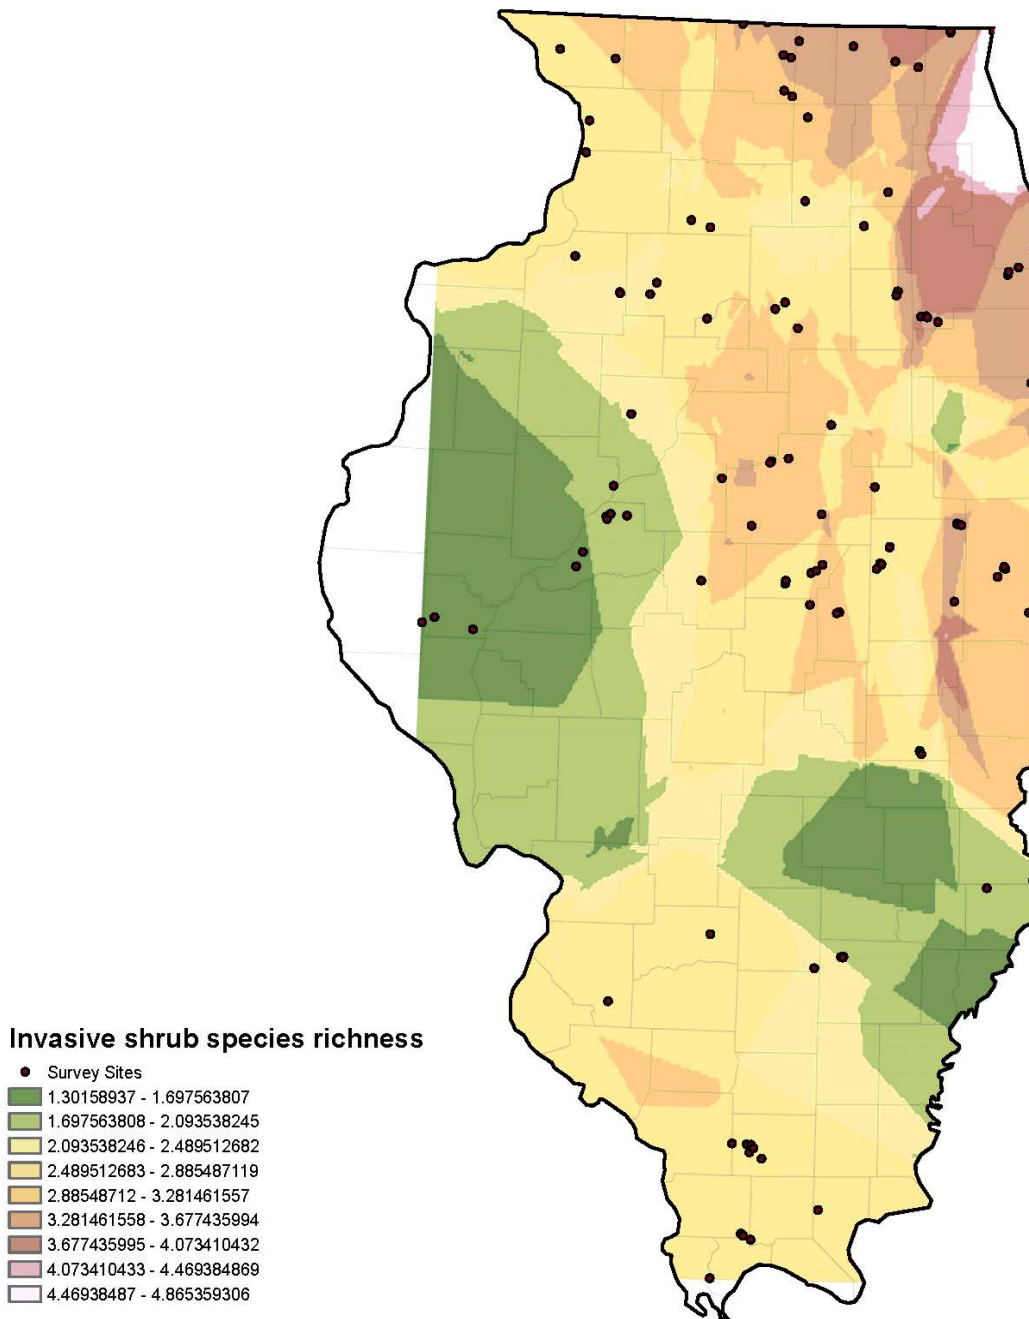 Invasive shrub species richness
Survey Sites
1.30158937 - 1.697563807
1.697563808 - 2.093538245
2.093538246 - 2.489512682
2.489512683 - 2.885487119
2.88548712 - 3.281461557
3.281461558 - 3.677435994
3.677435995 - 4.073410432
4.073410433 - 4.469384869
4.46938487 - 4.865359306